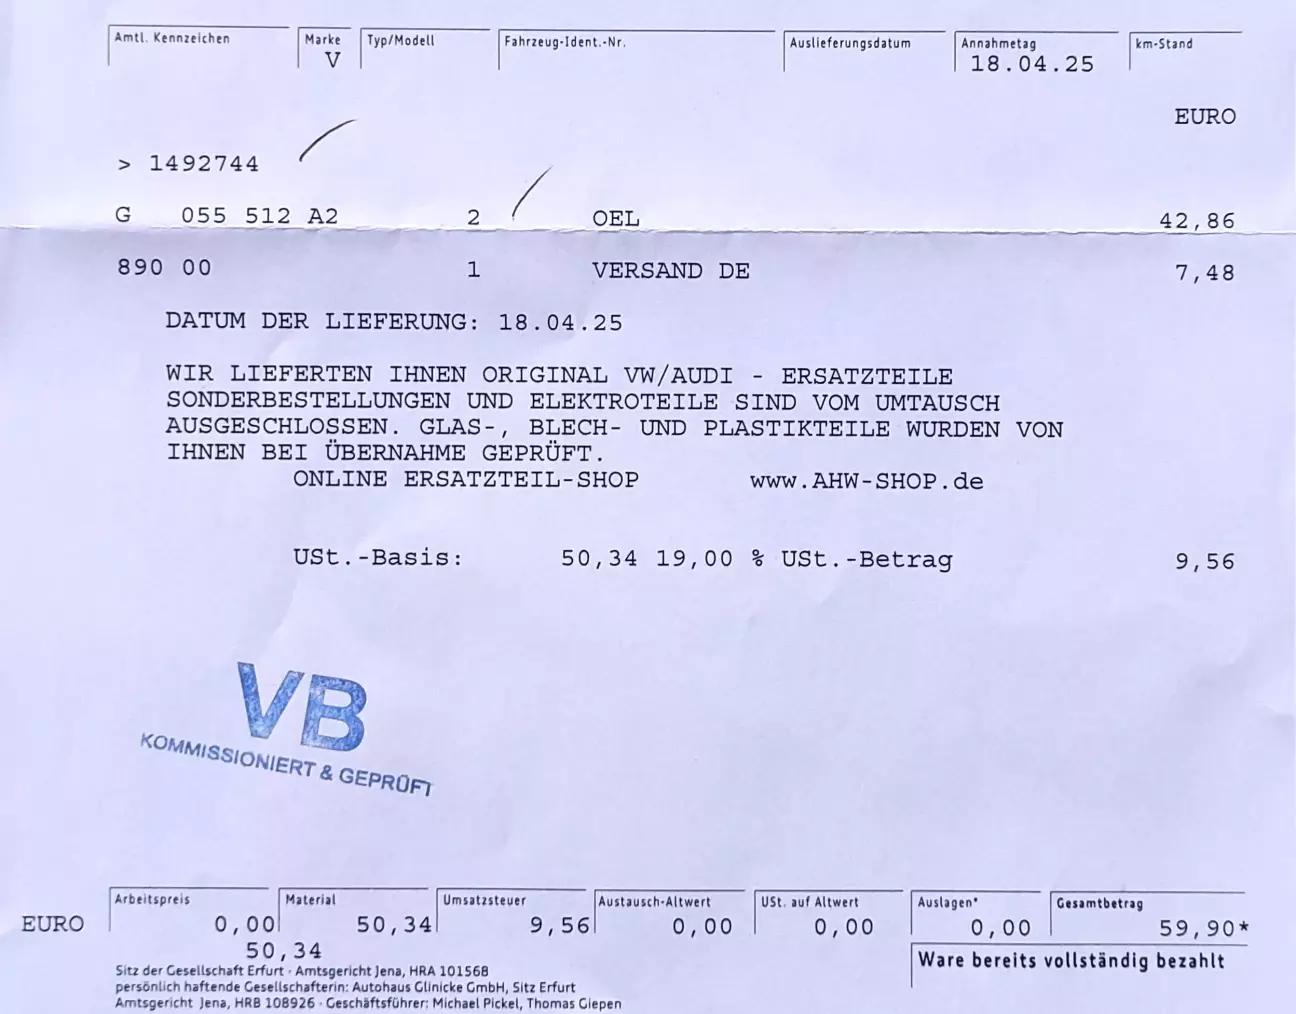 Amtl. Kennzeichen Marke Typ/Modell Fahrzeug-Ident.-Nr. Auslieferungsdatum Annahmetag km-Stand
V 18.04.25
EURO
> 1492744
G 055 512 A2 2 OEL 42,86
890 00 1 VERSAND DE 7,48
DATUM DER LIEFERUNG: 18.04.25
WIR LIEFERTEN IHNEN ORIGINAL VW/AUDI - ERSATZTEILE
SONDERBESTELLUNGEN UND ELEKTROTEILE SIND VOM UMTAUSCH
AUSGESCHLOSSEN. GLAS-, BLECH- UND PLASTIKTEILE WURDEN VON
IHNEN BEI ÜBERNAHME GEPRÜFT.
ONLINE ERSATZTEIL-SHOP www.AHW-SHOP.de
USt.-Basis: 50,34 19,00 % USt.-Betrag 9,56
VB
KOMMISSIONIERT & GEPRÜFT
Arbeitspreis Material Umsatzsteuer Austausch-Altwert USt. auf Altwert Auslagen* Gesamtbetrag
EURO 0,00 50,34 9,56 0,00 0,00 0,00 59,90*
50,34
Ware bereits vollständig bezahlt
Sitz der Gesellschaft Erfurt · Amtsgericht Jena, HRA 101568
persönlich haftende Gesellschafterin: Autohaus Glinicke GmbH, Sitz Erfurt
Amtsgericht Jena, HRB 108926 · Geschäftsführer: Michael Pickel, Thomas Giepen